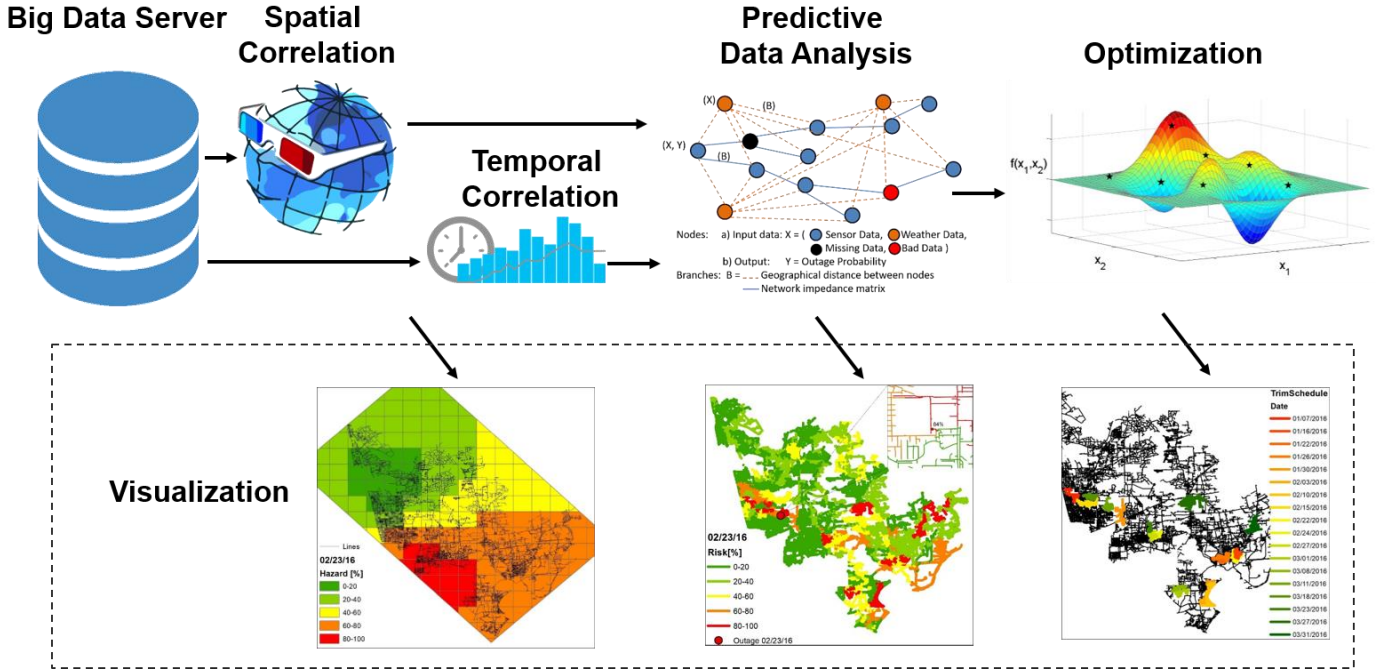 Big Data Server
Spatial
Correlation
Temporal
Correlation
Predictive
Data Analysis
Optimization
(X)
(B)
(X, Y)
(B)
Nodes: a) Input data: X = ( Sensor Data, Weather Data,
Missing Data, Bad Data )
b) Output: Y = Outage Probability
Branches: B = Geographical distance between nodes
Network impedance matrix
f(x1,x2)
x2
x1
Visualization
Lines
02/23/16
Hazard [%]
0-20
20-40
40-60
60-80
80-100
84%
02/23/16
Risk[%]
0-20
20-40
40-60
60-80
80-100
Outage 02/23/16
TrimSchedule
Date
01/07/2016
01/16/2016
01/22/2016
01/26/2016
01/30/2016
02/03/2016
02/10/2016
02/15/2016
02/22/2016
02/24/2016
02/27/2016
03/01/2016
03/08/2016
03/11/2016
03/18/2016
03/23/2016
03/27/2016
03/31/2016